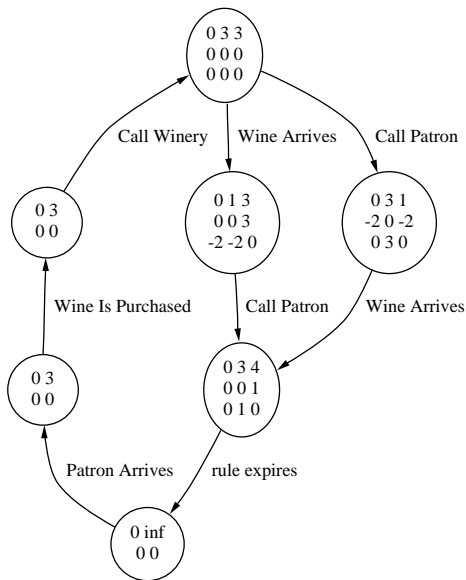 0 3 3
0 0 0
0 0 0
Call Winery
Wine Arrives
Call Patron
0 3
0 0
0 1 3
0 0 3
-2 -2 0
0 3 1
-2 0 -2
0 3 0
Wine Is Purchased
Call Patron
Wine Arrives
0 3
0 0
0 3 4
0 0 1
0 1 0
Patron Arrives
rule expires
0 inf
0 0